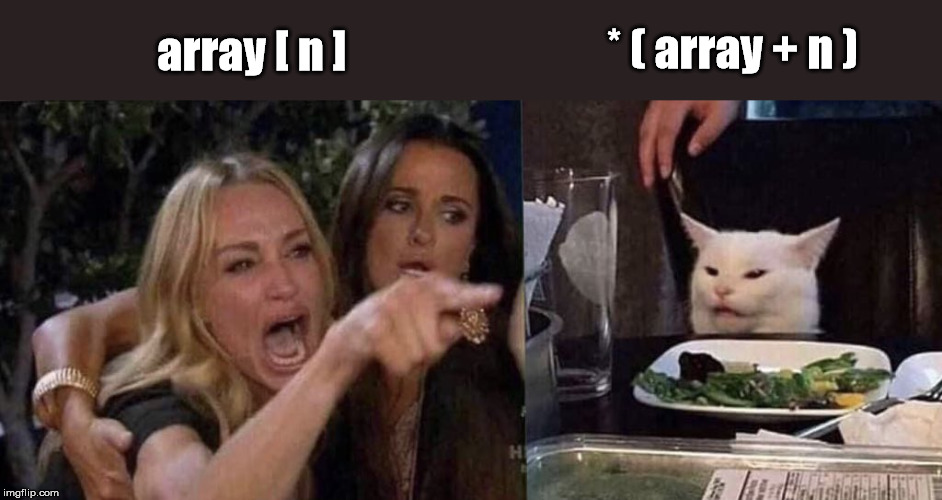 array [ n ]
* ( array + n )
imgflip.com